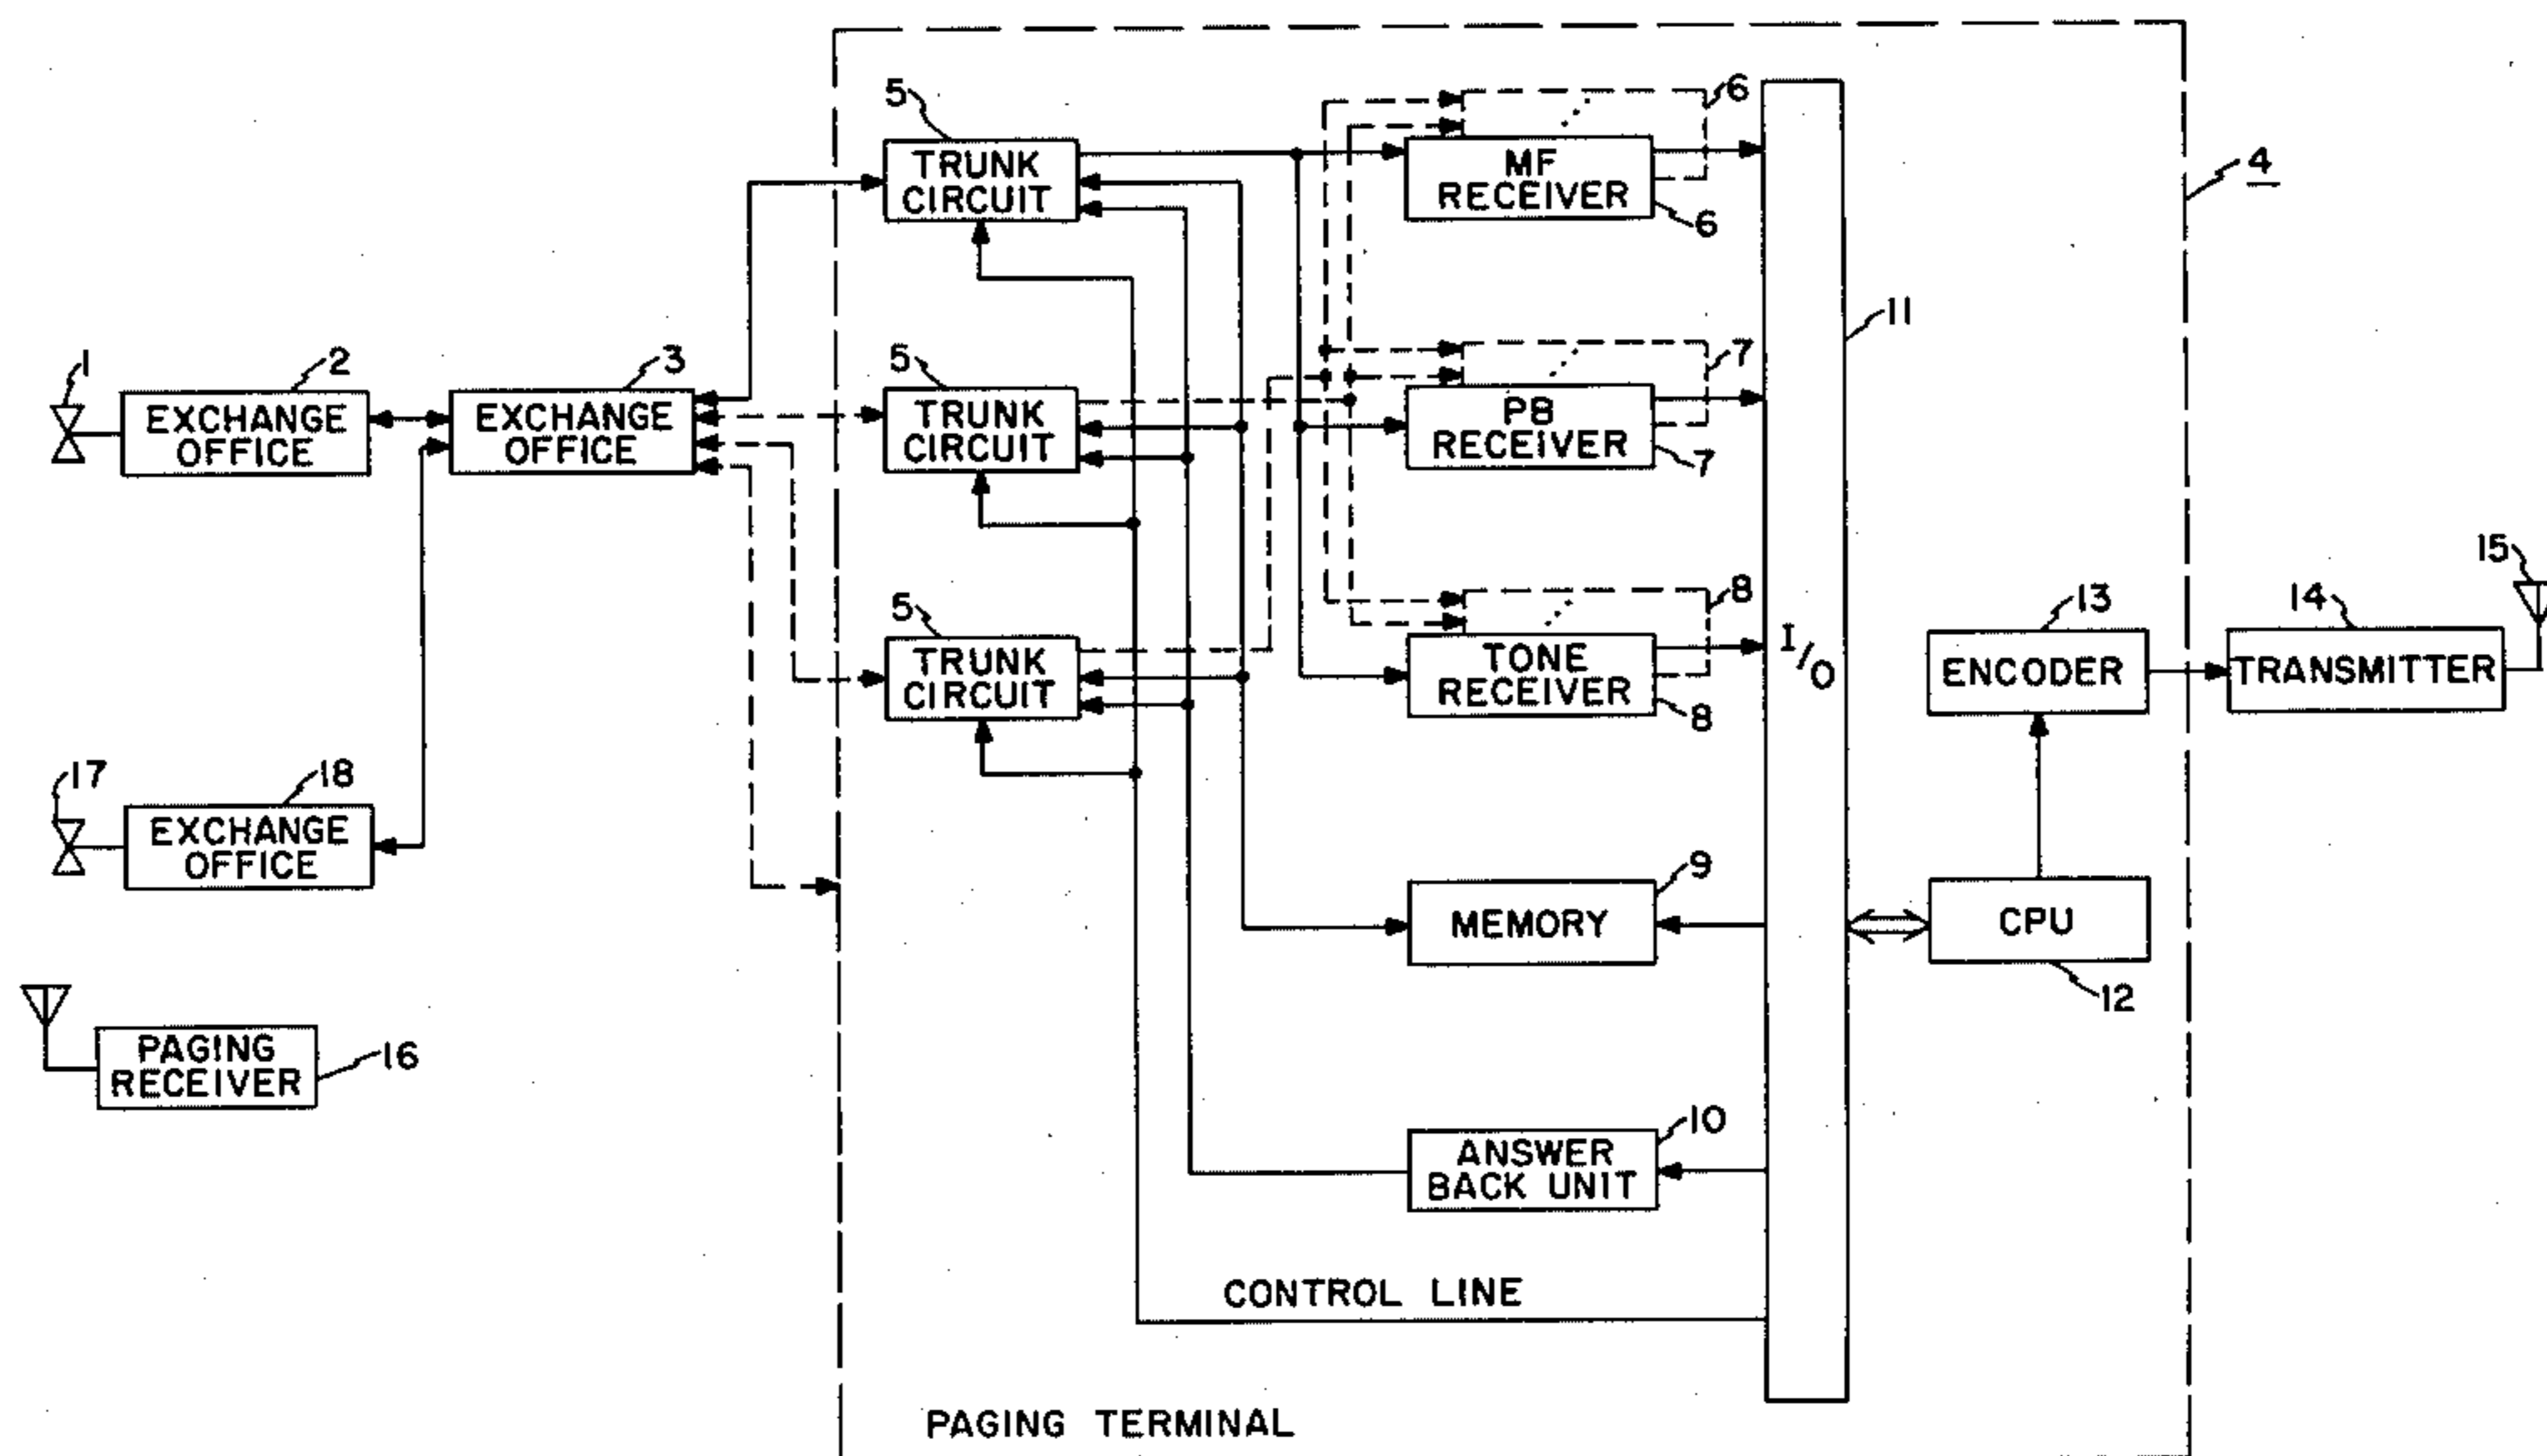 5
TRUNK
CIRCUIT
6
MF
RECEIVER
6
4
11
1
2
EXCHANGE
OFFICE
3
EXCHANGE
OFFICE
5
TRUNK
CIRCUIT
7
PB
RECEIVER
7
5
TRUNK
CIRCUIT
8
TONE
RECEIVER
8
I/O
13
ENCODER
14
TRANSMITTER
15
17
18
EXCHANGE
OFFICE
9
MEMORY
CPU
12
PAGING
RECEIVER
16
10
ANSWER
BACK UNIT
CONTROL LINE
PAGING TERMINAL